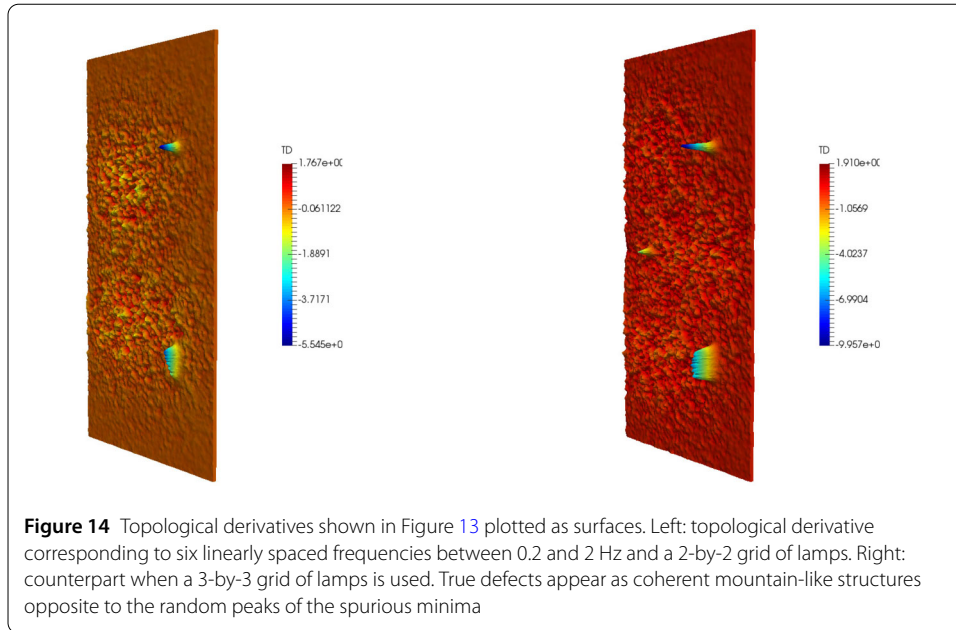 TD
1.767e+00
-0.061122
-1.8891
-3.7171
-5.545e+0
TD
1.910e+00
-1.0569
-4.0237
-6.9904
-9.957e+0
Figure 14 Topological derivatives shown in Figure 13 plotted as surfaces. Left: topological derivative
corresponding to six linearly spaced frequencies between 0.2 and 2 Hz and a 2-by-2 grid of lamps. Right:
counterpart when a 3-by-3 grid of lamps is used. True defects appear as coherent mountain-like structures
opposite to the random peaks of the spurious minima